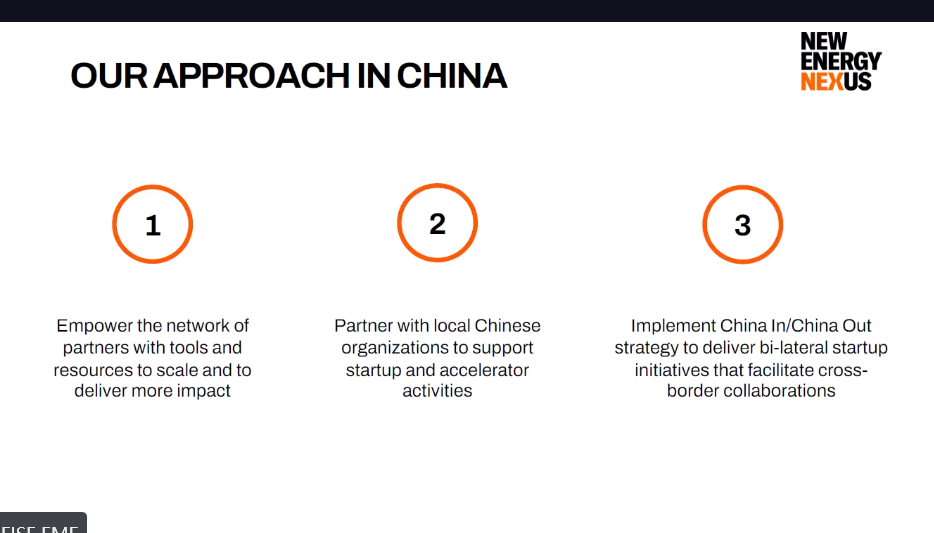 OUR APPROACH IN CHINA
NEW
ENERGY
NEXUS
1
2
3
Empower the network of
partners with tools and
resources to scale and to
deliver more impact
Partner with local Chinese
organizations to support
startup and accelerator
activities
Implement China In/China Out
strategy to deliver bi-lateral startup
initiatives that facilitate cross-
border collaborations